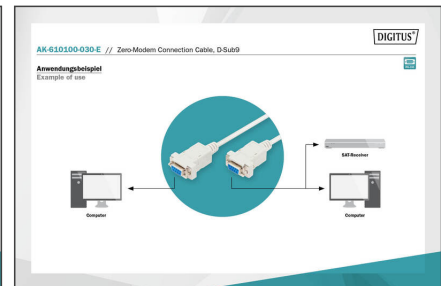 DIGITUS®
AK-610100-030-E // Zero-Modem Connection Cable, D-Sub9
Anwendungsbeispiel
Example of use
SAT-Receiver
Computer
Computer